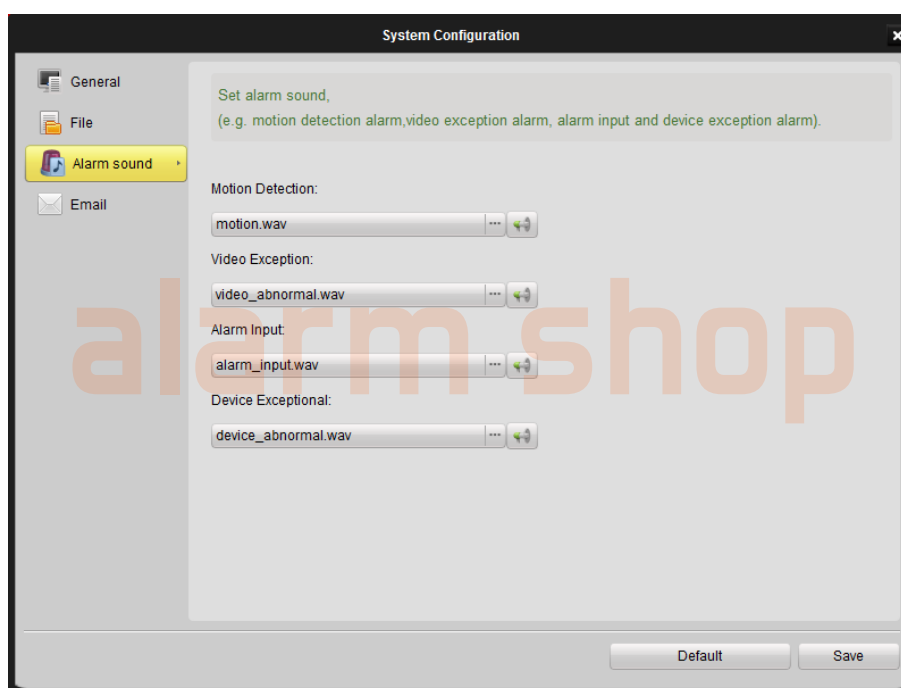 System Configuration
General
File
Alarm sound
Email
Set alarm sound,
(e.g. motion detection alarm,video exception alarm, alarm input and device exception alarm).
Motion Detection:
motion.wav
Video Exception:
video_abnormal.wav
Alarm Input:
alarm_input.wav
Device Exceptional:
device_abnormal.wav
alarm shop
Default
Save